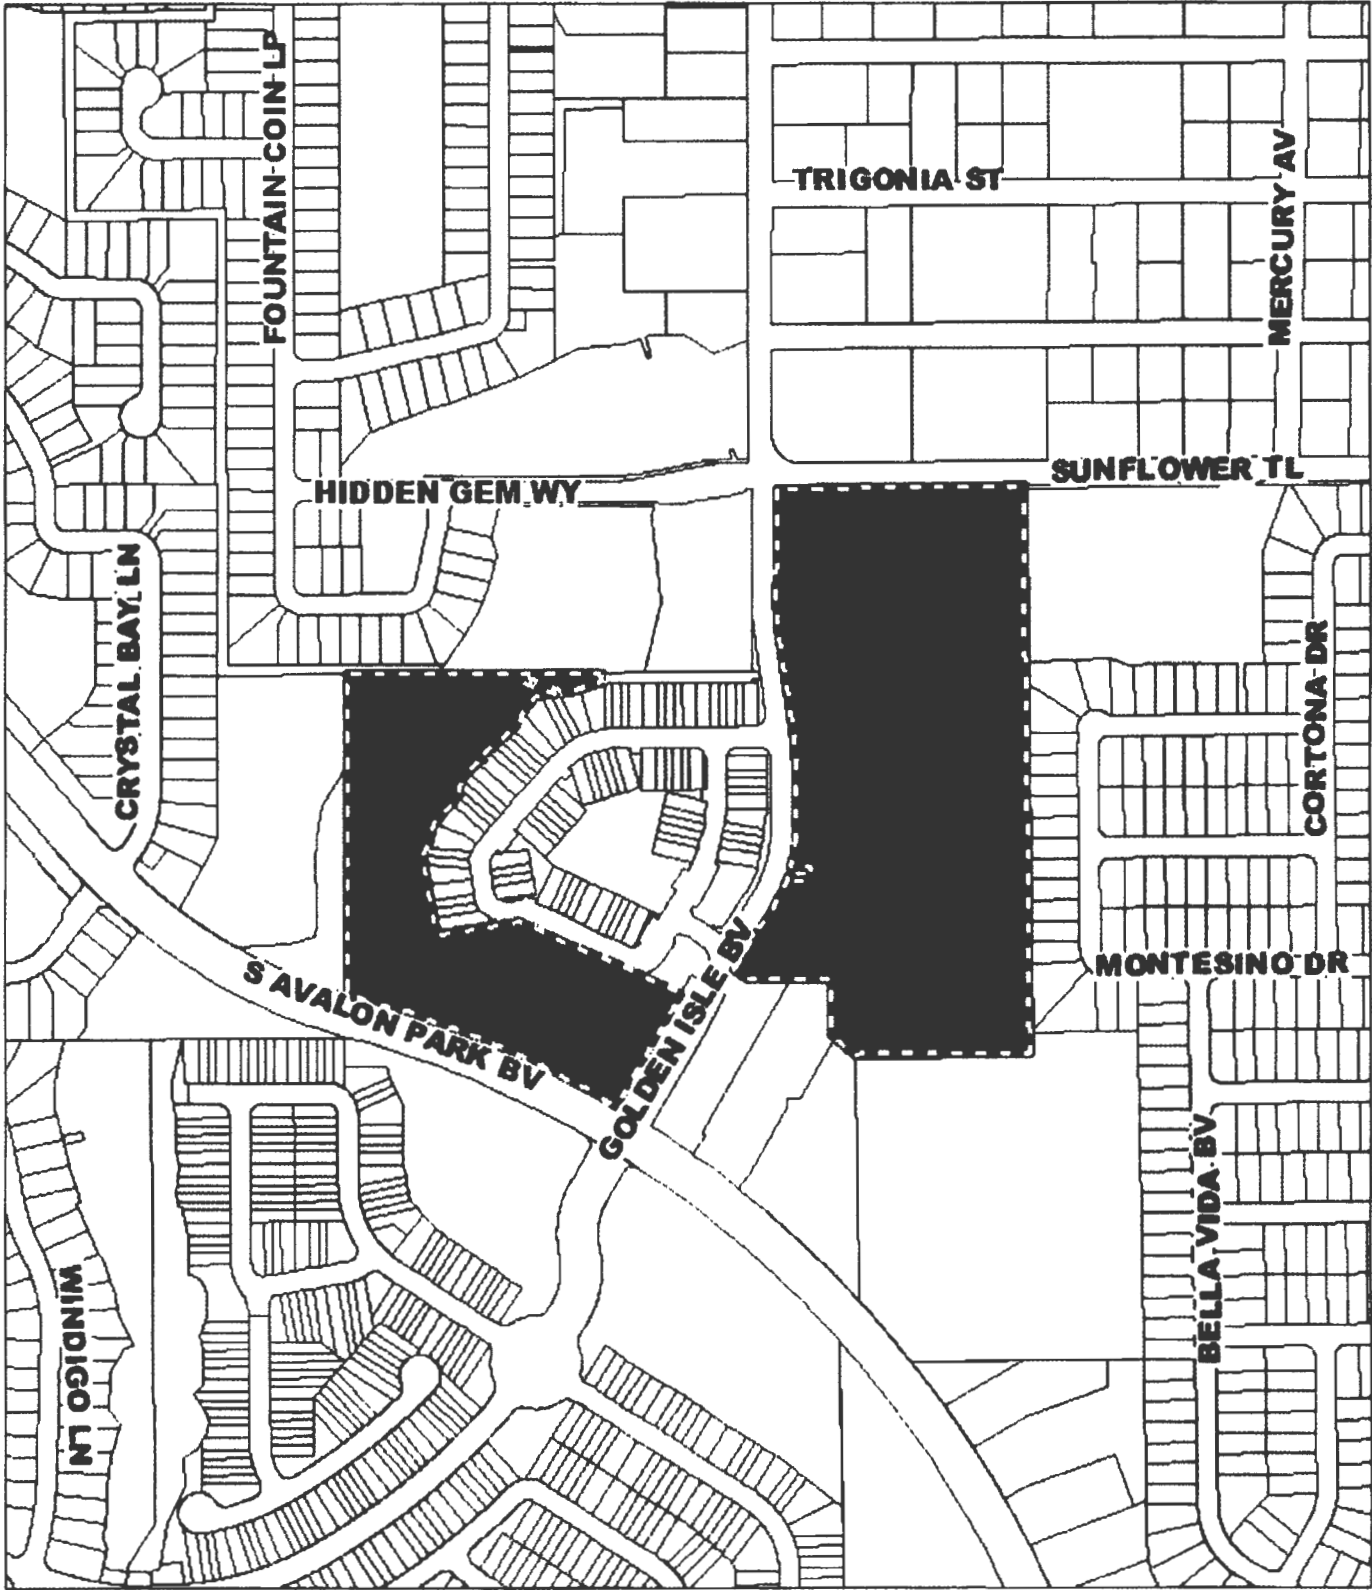 FOUNTAIN COIN LP
TRIGONIA ST
MERCURY AV
SUNFLOWER TL
HIDDEN GEM WY
CRYSTAL BAY LN
CORTONA DR
S AVALON PARK BV
GOLDEN ISLE BV
MONTESINO DR
BELLA VIDA BV
WINDIGO LN